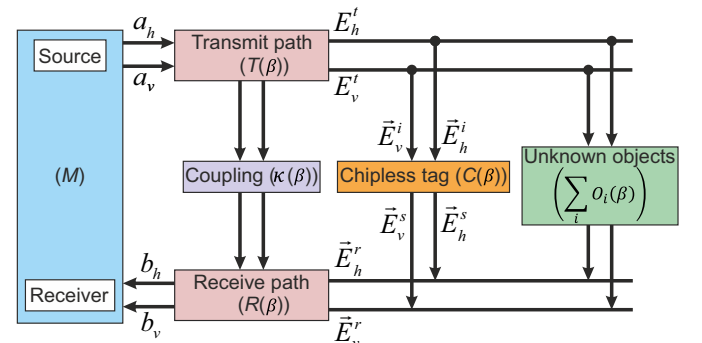 a_h
E_h^t
Source
Transmit path
(T(β))
a_v
E_v^t
E⃗_v^i
E⃗_h^i
(M)
Coupling (κ(β))
Chipless tag (C(β))
Unknown objects
(∑_i O_i(β))
E⃗_v^s
E⃗_h^s
b_h
E⃗_h^r
Receiver
Receive path
(R(β))
b_v
E⃗_v^r